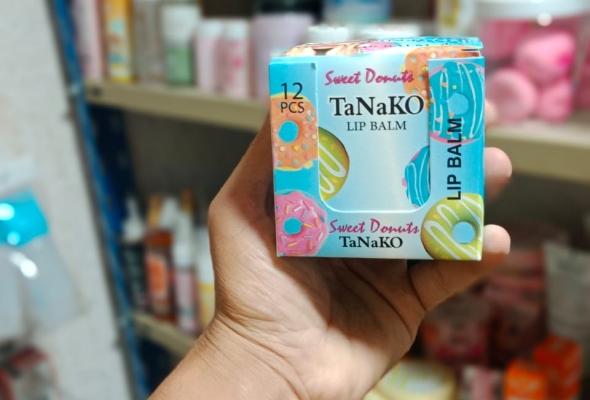 Sweet Donuts
12
PCS
TaNaKO
LIP BALM
LIP BALM
Sweet Donuts
TaNaKO